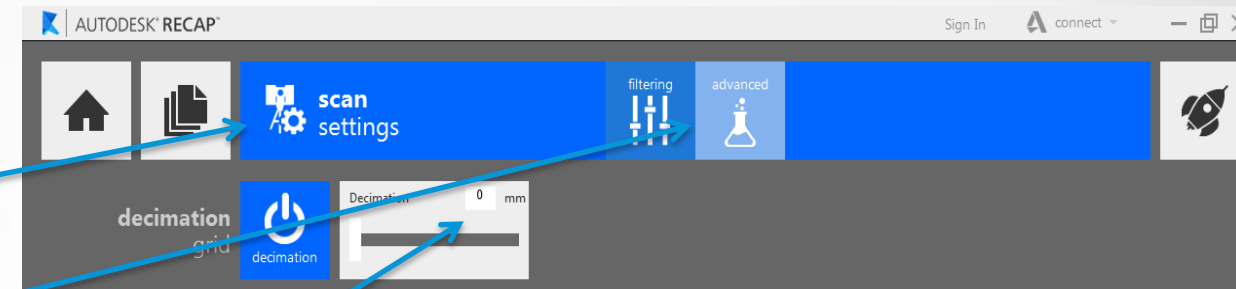 AUTODESK® RECAP™
Sign In
connect
scan
settings
filtering
advanced
decimation
grid
decimation
Decimation 0 mm